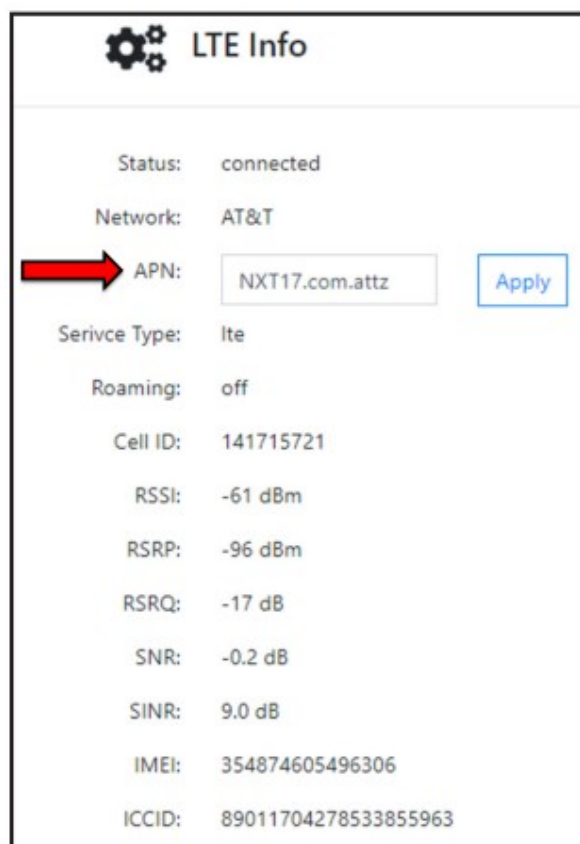 LTE Info
Status: connected
Network: AT&T
APN: NXT17.com.attz Apply
Serivce Type: lte
Roaming: off
Cell ID: 141715721
RSSI: -61 dBm
RSRP: -96 dBm
RSRQ: -17 dB
SNR: -0.2 dB
SINR: 9.0 dB
IMEI: 354874605496306
ICCID: 89011704278533855963